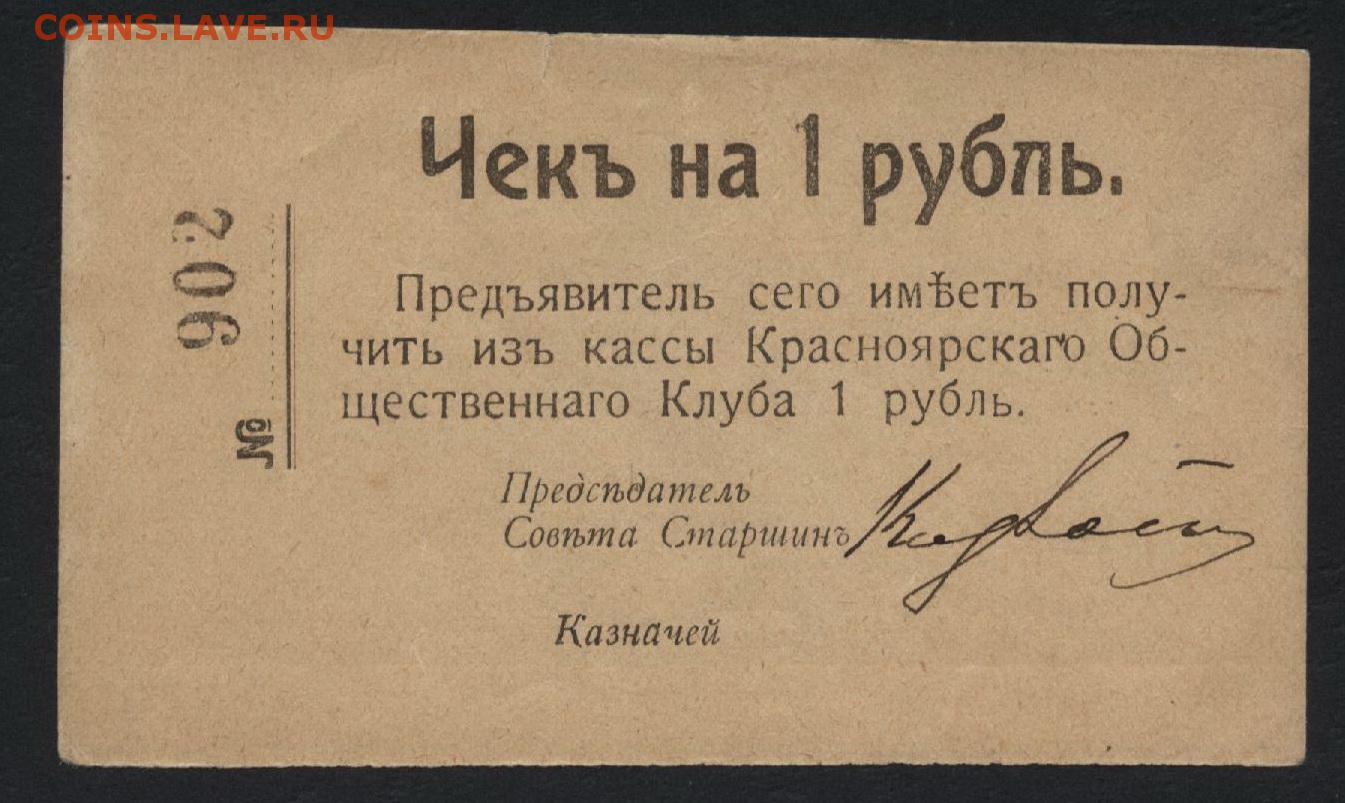 COINS.LAVE.RU
Чекъ на 1 рубль.
№ 902
Предъявитель сего имѣетъ полу-
чить изъ кассы Красноярскаго Об-
щественнаго Клуба 1 рубль.
Предсѣдатель
Совѣта Старшинъ
Казначей